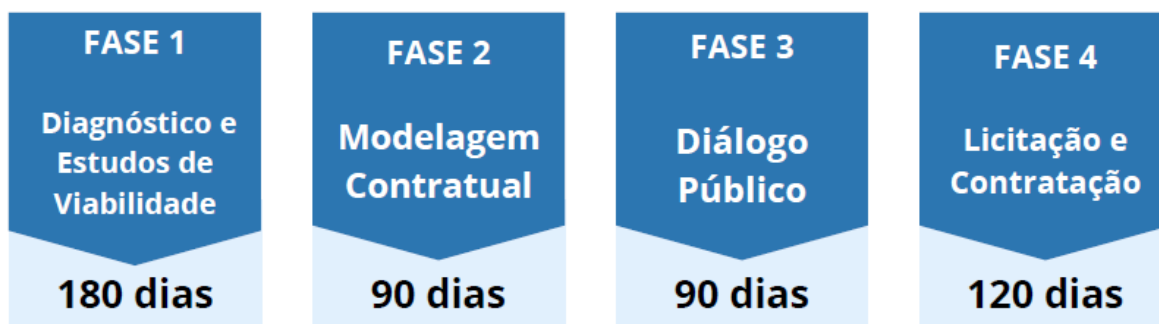 FASE 1
Diagnóstico e
Estudos de
Viabilidade
180 dias
FASE 2
Modelagem
Contratual
90 dias
FASE 3
Diálogo
Público
90 dias
FASE 4
Licitação e
Contratação
120 dias